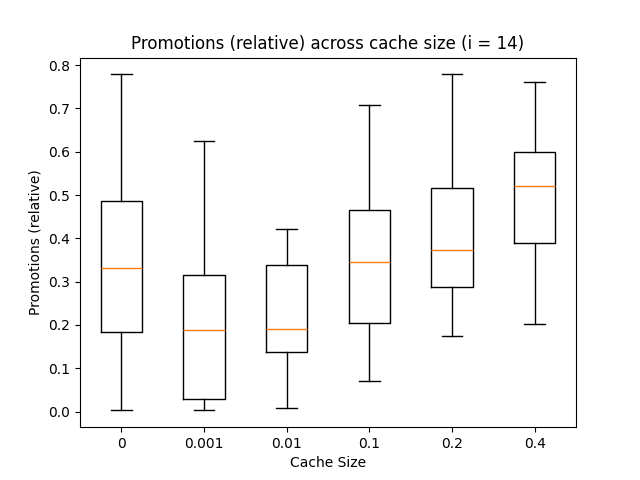 Promotions (relative) across cache size (i = 14)
Promotions (relative)
0.8
0.7
0.6
0.5
0.4
0.3
0.2
0.1
0.0
0 0.001 0.01 0.1 0.2 0.4
Cache Size